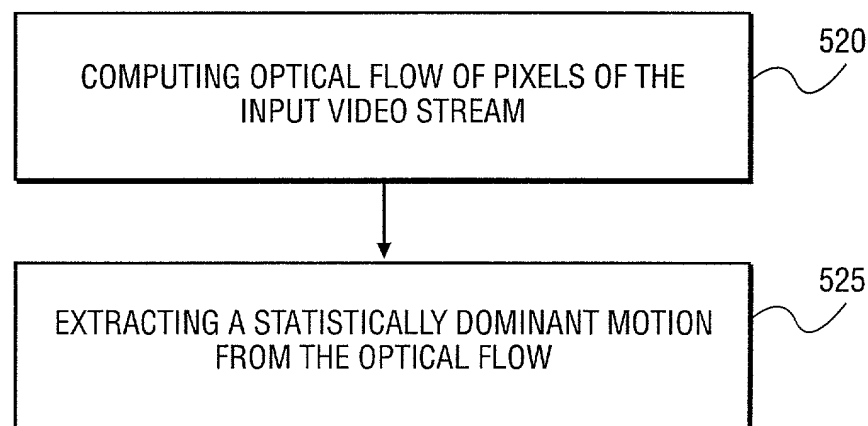 520
COMPUTING OPTICAL FLOW OF PIXELS OF THE
INPUT VIDEO STREAM
525
EXTRACTING A STATISTICALLY DOMINANT MOTION
FROM THE OPTICAL FLOW